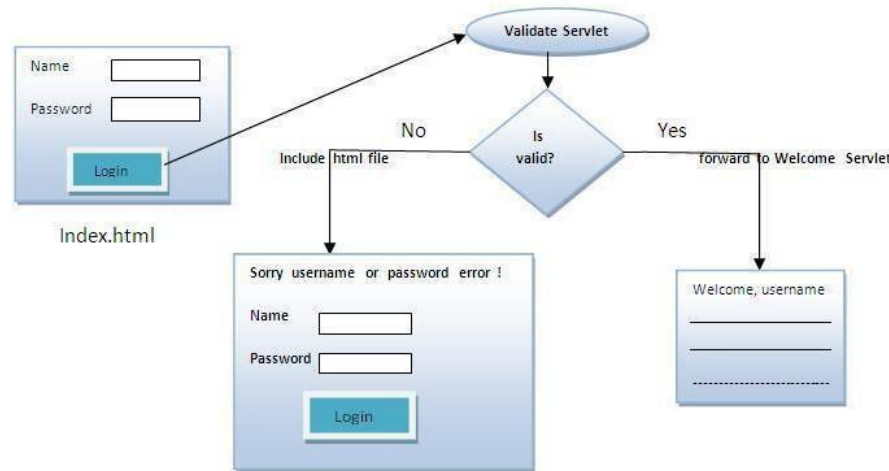 Validate Servlet
Name
Password
Login
Index.html
Is
valid?
No
Include html file
Yes
forward to Welcome Servlet
Sorry username or password error !
Name
Password
Login
Welcome, username